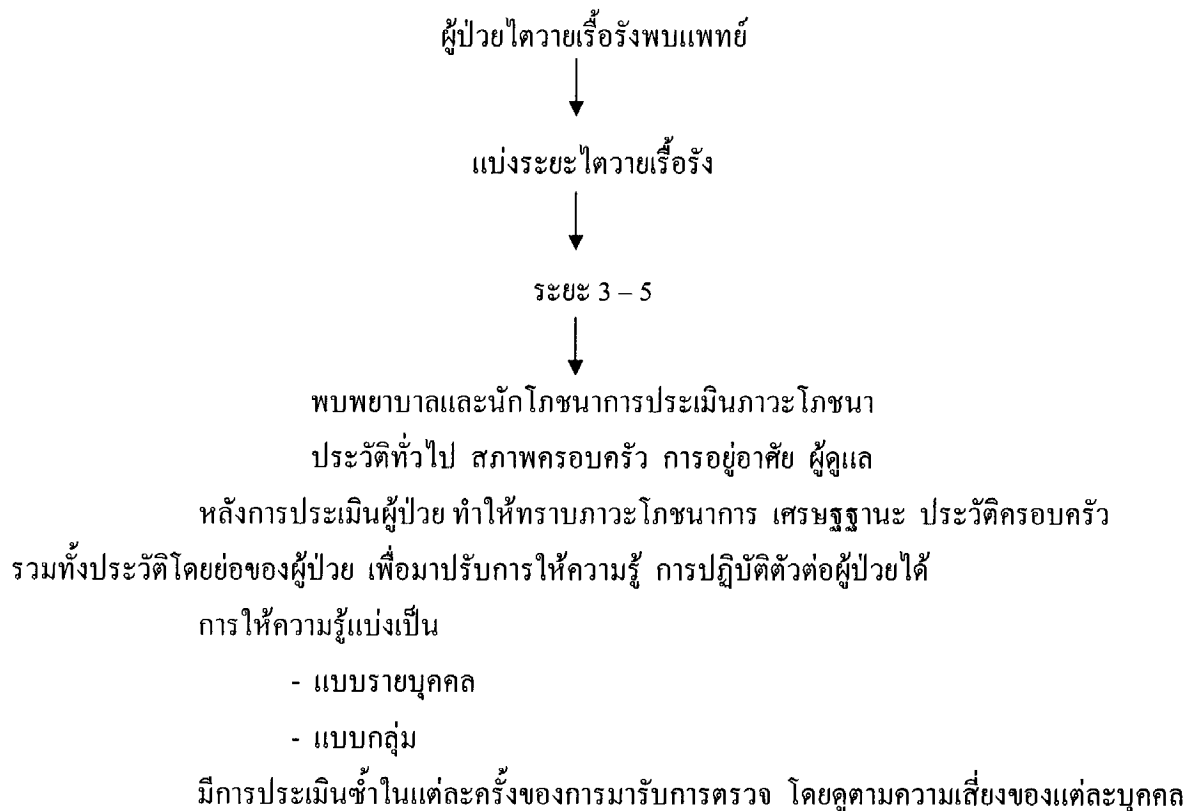 ผู้ป่วยไตวายเรื้อรังพบแพทย์
แบ่งระยะไตวายเรื้อรัง
ระยะ 3 – 5
พบพยาบาลและนักโภชนาการประเมินภาวะโภชนา
ประวัติทั่วไป สภาพครอบครัว การอยู่อาศัย ผู้ดูแล
หลังการประเมินผู้ป่วย ทำให้ทราบภาวะโภชนาการ เศรษฐฐานะ ประวัติครอบครัว
รวมทั้งประวัติโดยย่อของผู้ป่วย เพื่อมาปรับการให้ความรู้ การปฏิบัติตัวต่อผู้ป่วยได้
การให้ความรู้แบ่งเป็น
- แบบรายบุคคล
- แบบกลุ่ม
มีการประเมินซ้ำในแต่ละครั้งของการมารับการตรวจ โดยดูตามความเสี่ยงของแต่ละบุคคล